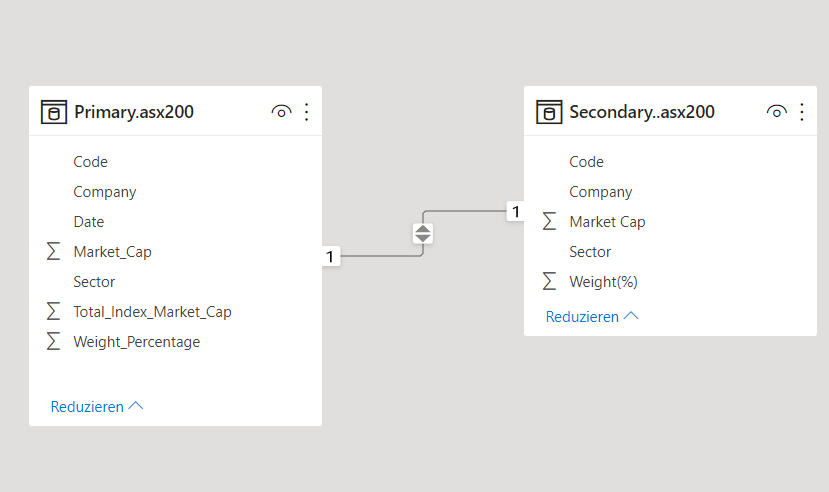 Primary.asx200
Code
Company
Date
Σ Market_Cap
Sector
Σ Total_Index_Market_Cap
Σ Weight_Percentage
Reduzieren
1
1
Secondary..asx200
Code
Company
Σ Market Cap
Sector
Σ Weight(%)
Reduzieren